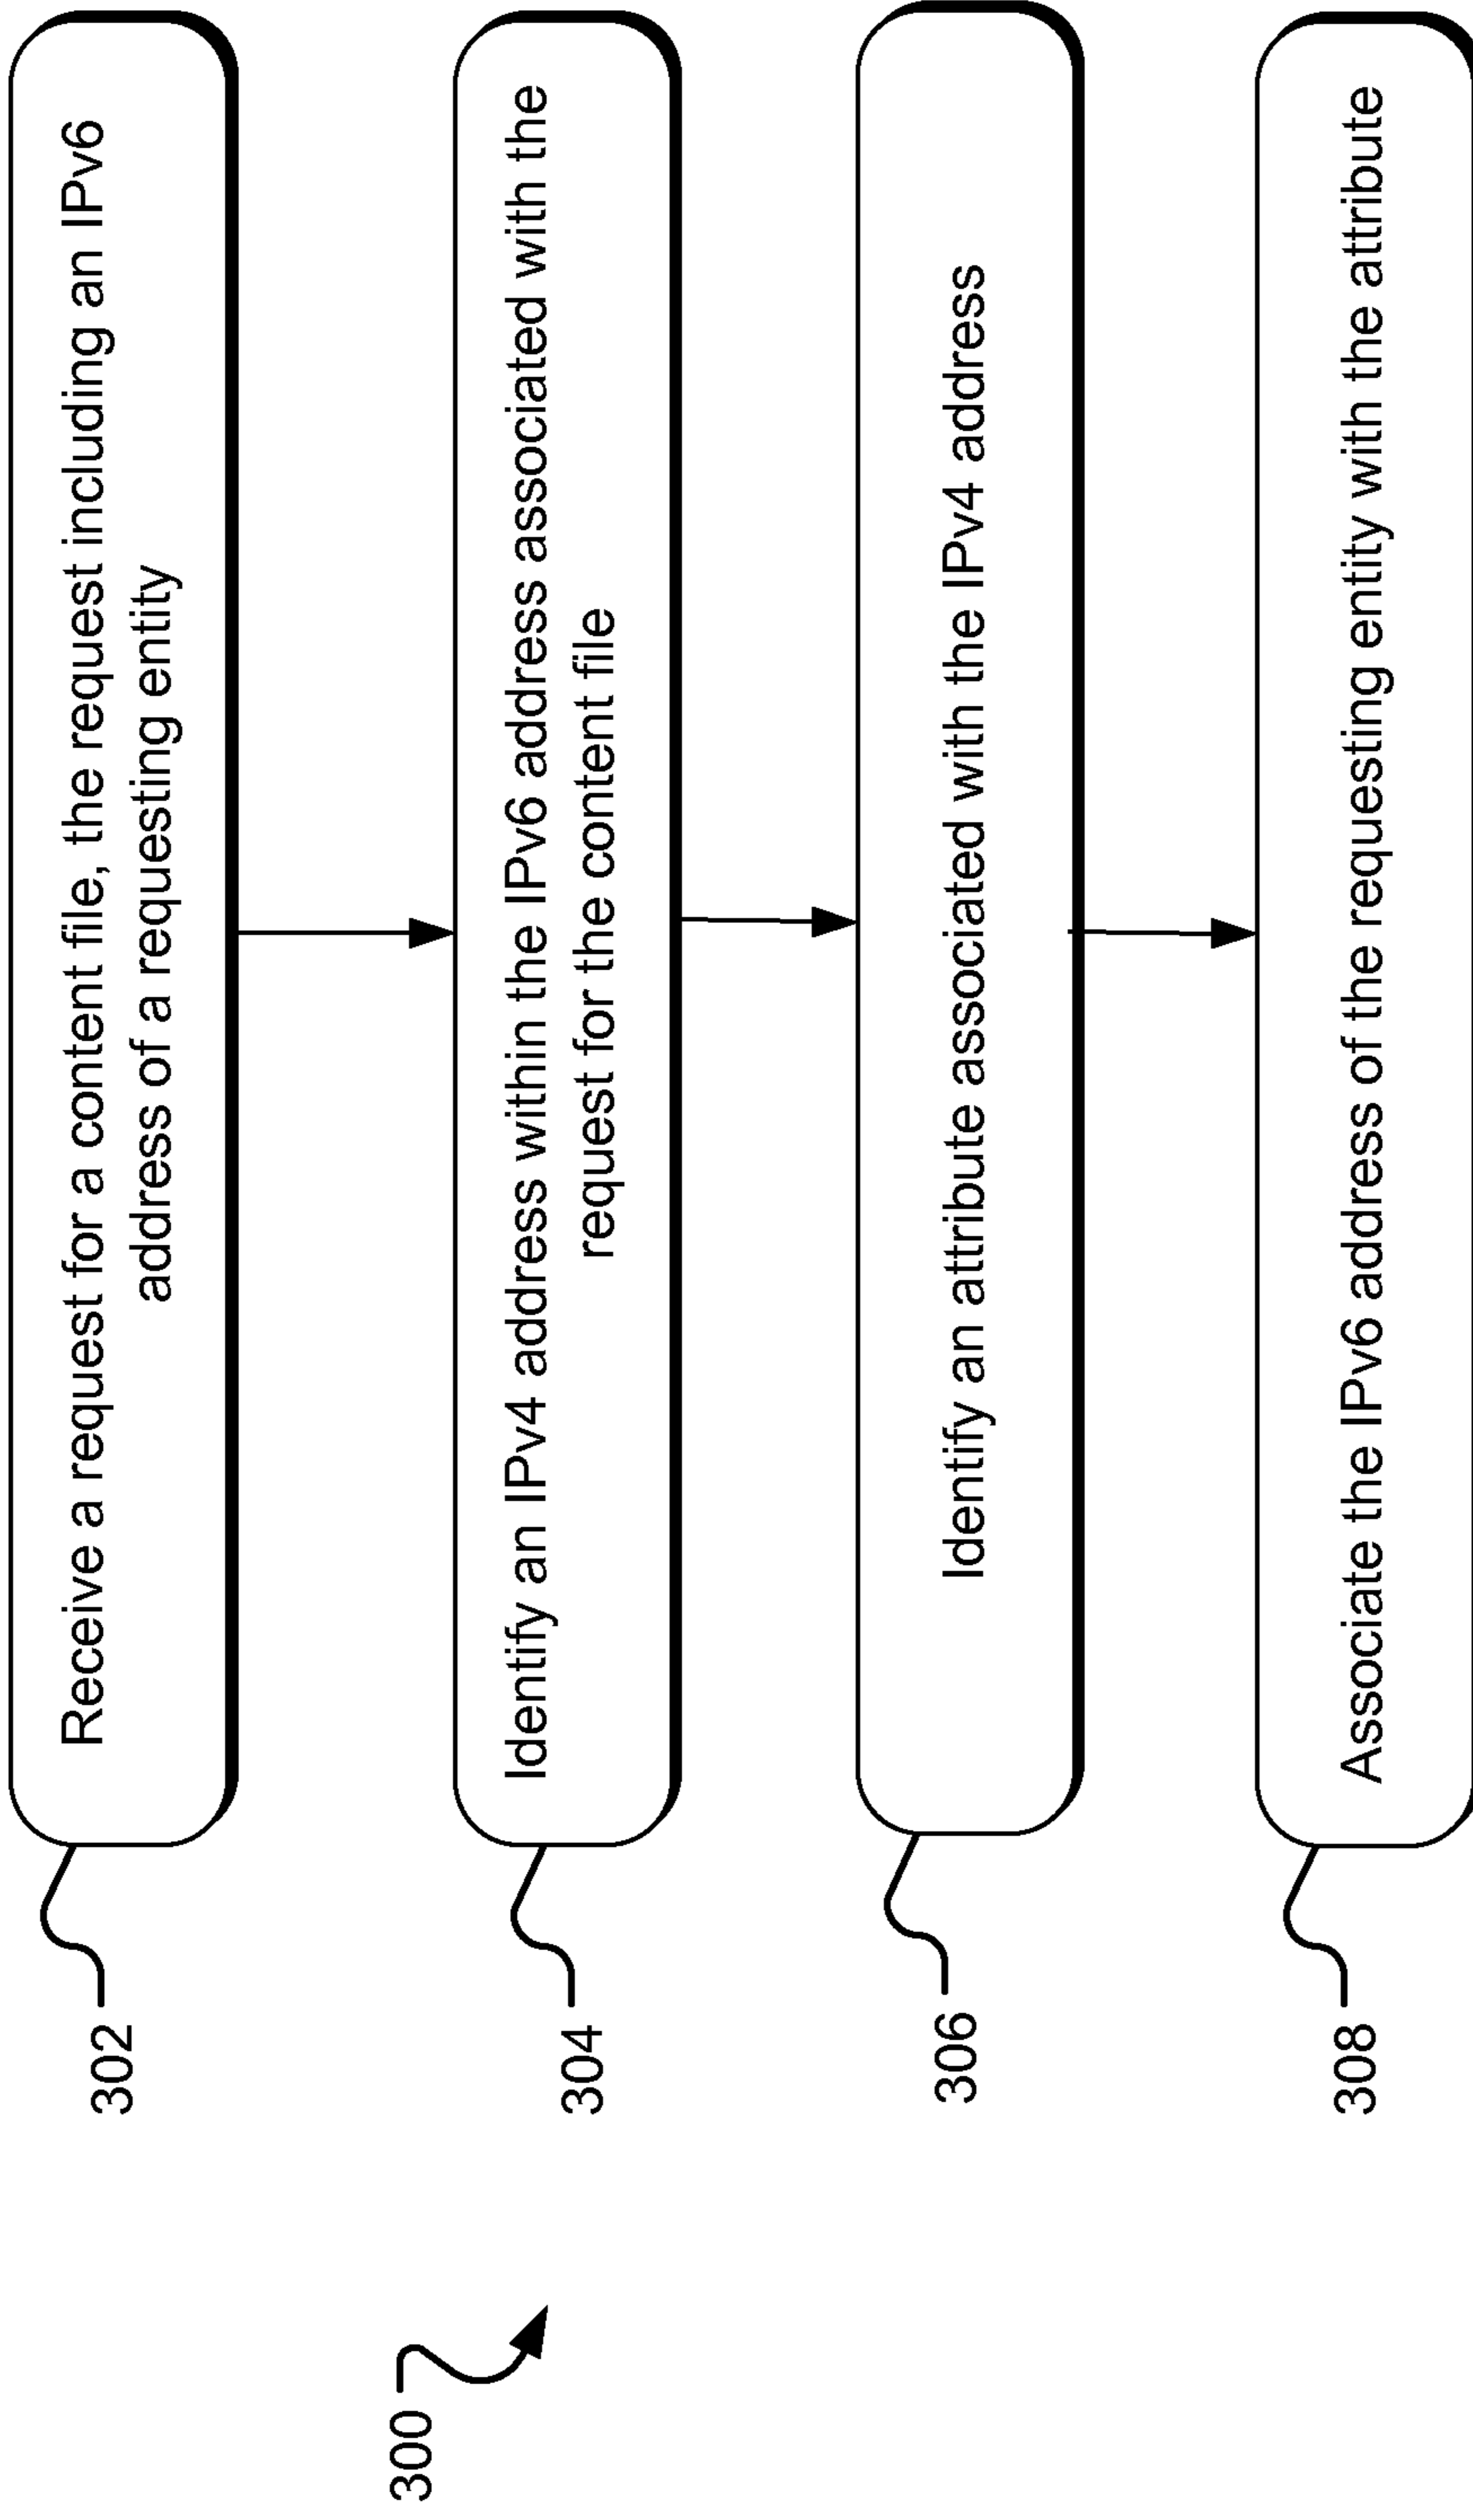 300
302
Receive a request for a content file, the request including an IPv6
address of a requesting entity
304
Identify an IPv4 address within the IPv6 address associated with the
request for the content file
306
Identify an attribute associated with the IPv4 address
308
Associate the IPv6 address of the requesting entity with the attribute